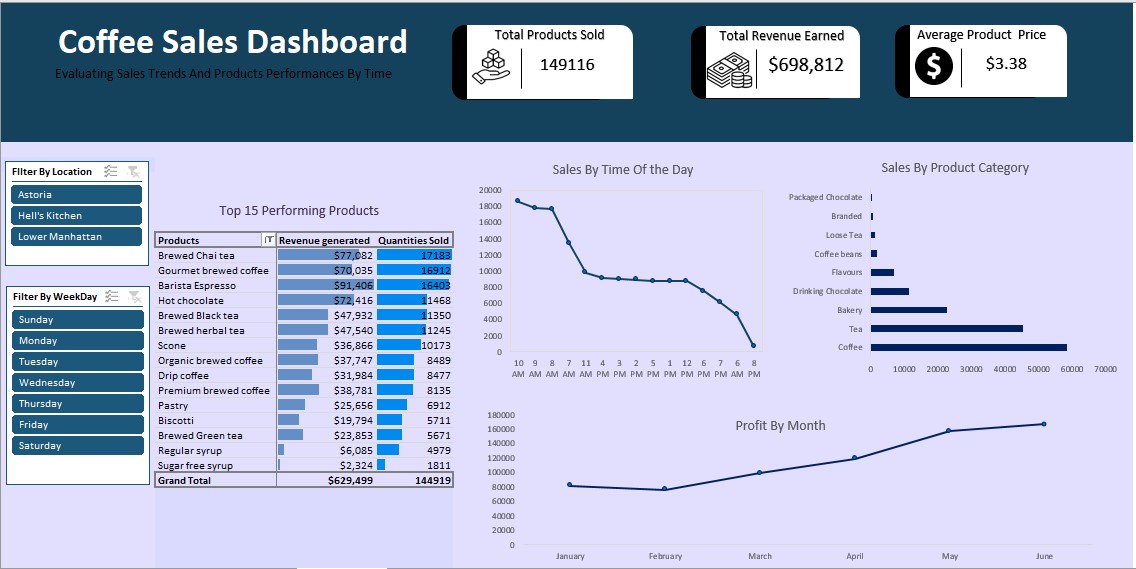 Coffee Sales Dashboard
Evaluating Sales Trends And Products Performances By Time
Total Products Sold
149116
Total Revenue Earned
$698,812
Average Product Price
$3.38
FIlter By Location
Astoria
Hell's Kitchen
Lower Manhattan
Filter By WeekDay
Sunday
Monday
Tuesday
Wednesday
Thursday
Friday
Saturday
Top 15 Performing Products
Products Revenue generated Quantities Sold
Brewed Chai tea $77,082 17183
Gourmet brewed coffee $70,035 16912
Barista Espresso $91,406 16403
Hot chocolate $72,416 11468
Brewed Black tea $47,932 11350
Brewed herbal tea $47,540 11245
Scone $36,866 10173
Organic brewed coffee $37,747 8489
Drip coffee $31,984 8477
Premium brewed coffee $38,781 8135
Pastry $25,656 6912
Biscotti $19,794 5711
Brewed Green tea $23,853 5671
Regular syrup $6,085 4979
Sugar free syrup $2,324 1811
Grand Total $629,499 144919
Sales By Time Of the Day
20000
18000
16000
14000
12000
10000
8000
6000
4000
2000
0
10 9 8 7 11 4 3 2 5 1 12 6 7 6 8
AM AM AM AM AM PM PM PM PM PM PM PM PM AM PM
Sales By Product Category
Packaged Chocolate
Branded
Loose Tea
Coffee beans
Flavours
Drinking Chocolate
Bakery
Tea
Coffee
0 10000 20000 30000 40000 50000 60000 70000
Profit By Month
180000
160000
140000
120000
100000
80000
60000
40000
20000
0
January February March April May June